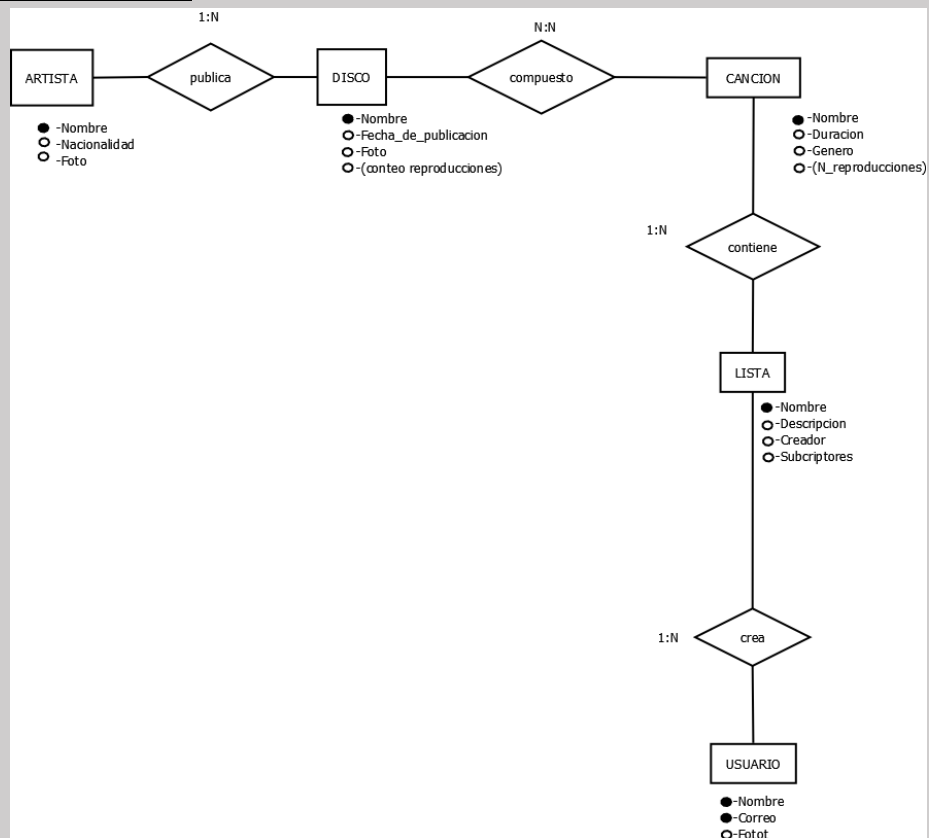 1:N
N:N
ARTISTA
publica
DISCO
compuesto
CANCION
-Nombre
-Nacionalidad
-Foto
-Nombre
-Fecha_de_publicacion
-Foto
-(conteo reproducciones)
-Nombre
-Duracion
-Genero
-(N_reproducciones)
1:N
contiene
LISTA
-Nombre
-Descripcion
-Creador
-Subcriptores
1:N
crea
USUARIO
-Nombre
-Correo
-Fotot